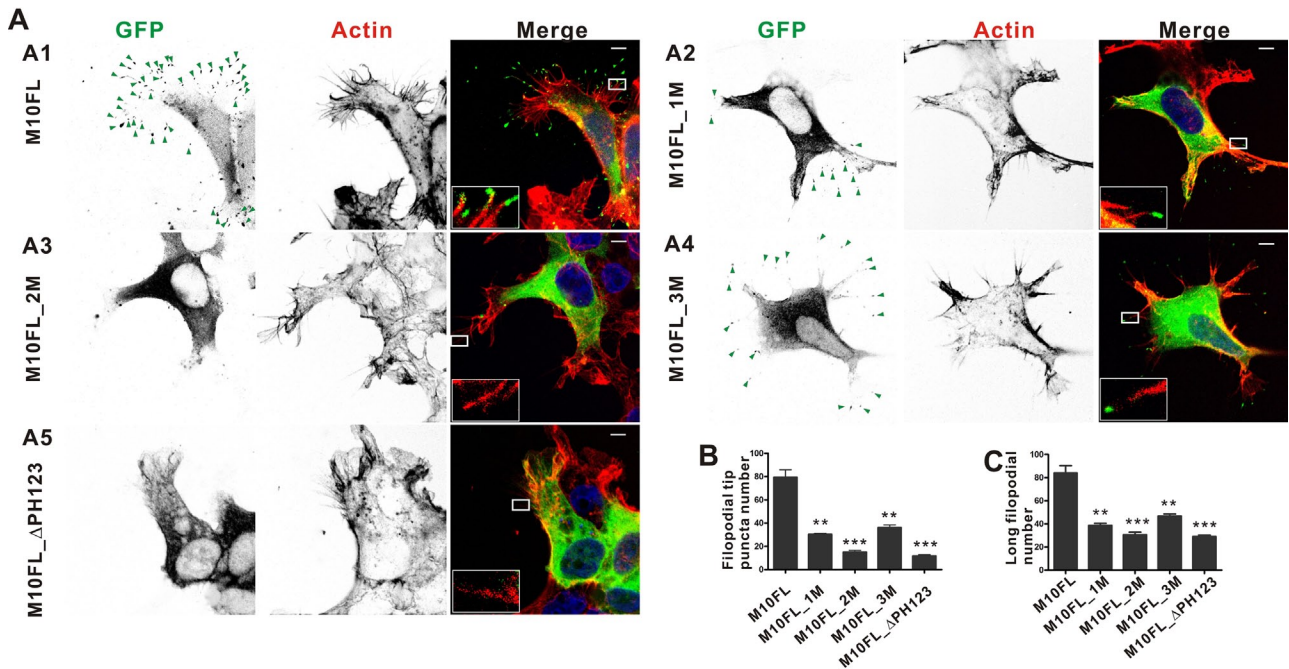 A
GFP Actin Merge GFP Actin Merge
A1
M10FL
A2
M10FL_1M
A3
M10FL_2M
A4
M10FL_3M
A5
M10FL_ΔPH123
B
Filopodial tip
puncta number
100
80
60
40
20
0
** *** ** ***
M10FL M10FL_1M M10FL_2M M10FL_3M M10FL_ΔPH123
C
Long filopodial
number
100
80
60
40
20
0
** *** ** ***
M10FL M10FL_1M M10FL_2M M10FL_3M M10FL_ΔPH123